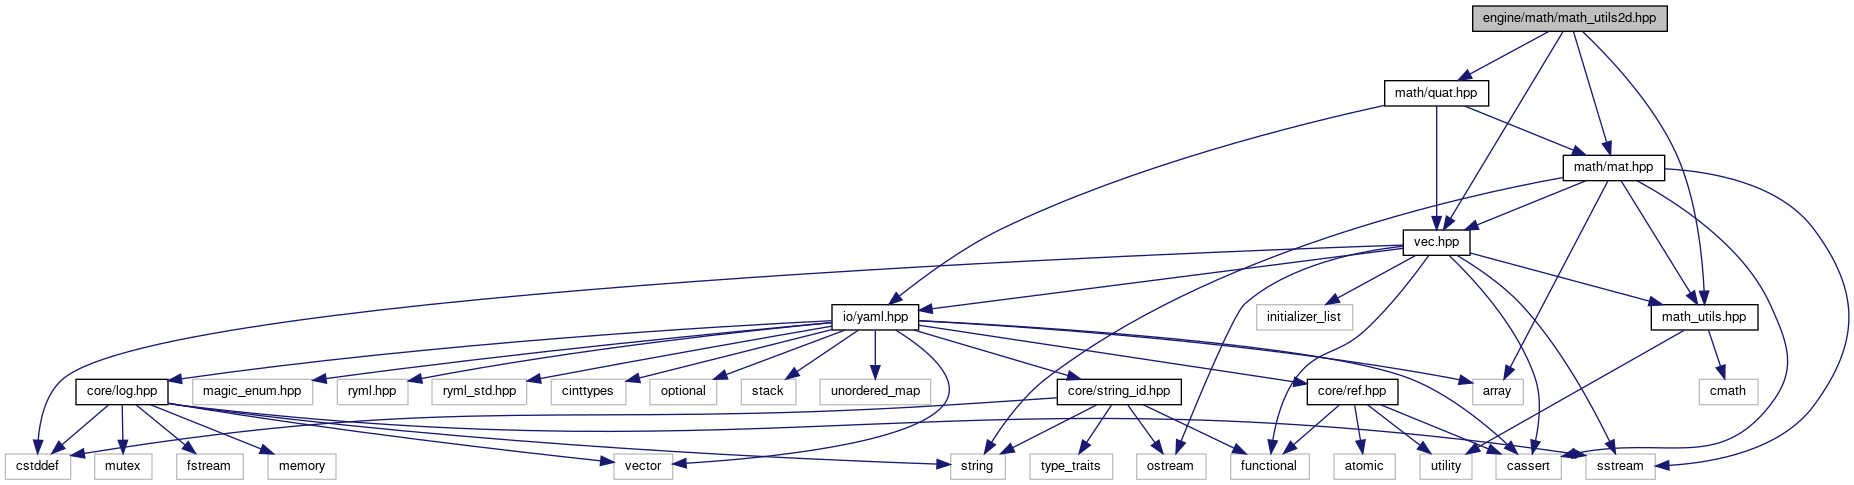 engine/math/math_utils2d.hpp
math/quat.hpp
math/mat.hpp
vec.hpp
io/yaml.hpp
initializer_list
math_utils.hpp
core/log.hpp
magic_enum.hpp
ryml.hpp
ryml_std.hpp
cinttypes
optional
stack
unordered_map
core/string_id.hpp
core/ref.hpp
array
cmath
cstddef
mutex
fstream
memory
vector
string
type_traits
ostream
functional
atomic
utility
cassert
sstream